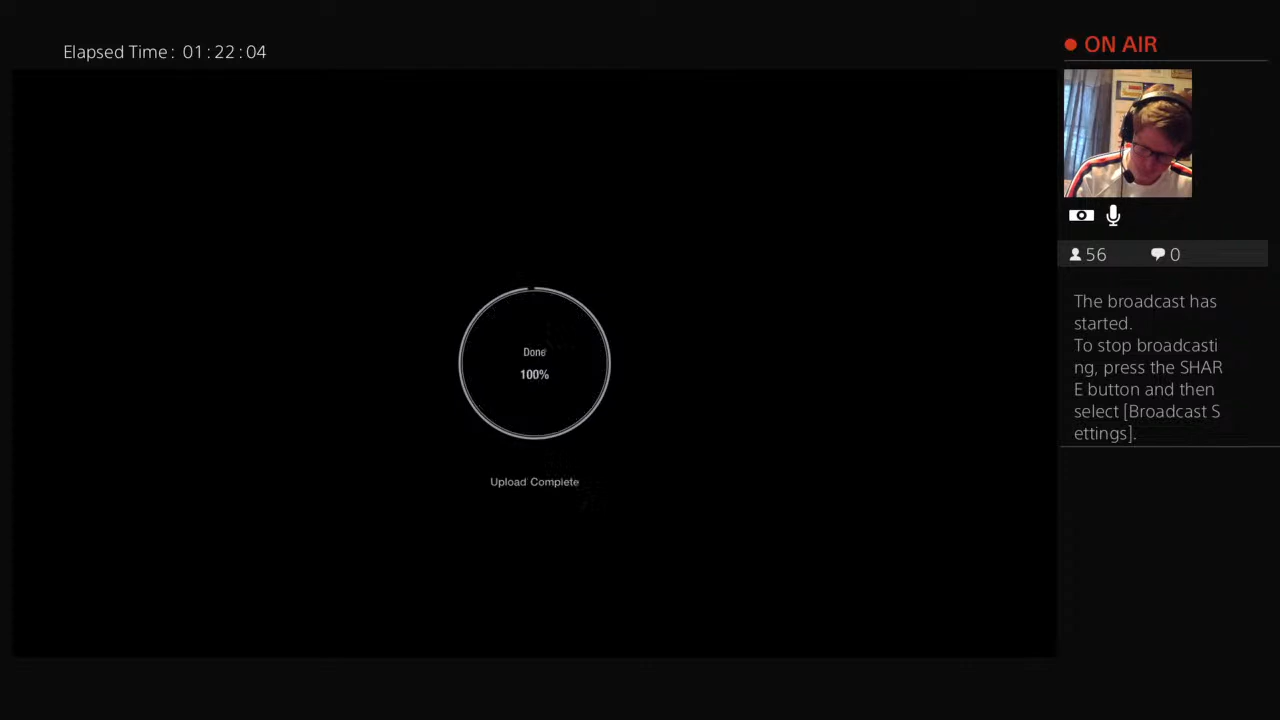 Elapsed Time: 01:22:04
ON AIR
56 0
The broadcast has
started.
To stop broadcasti
ng, press the SHAR
E button and then
select [Broadcast S
ettings].
Done
100%
Upload Complete